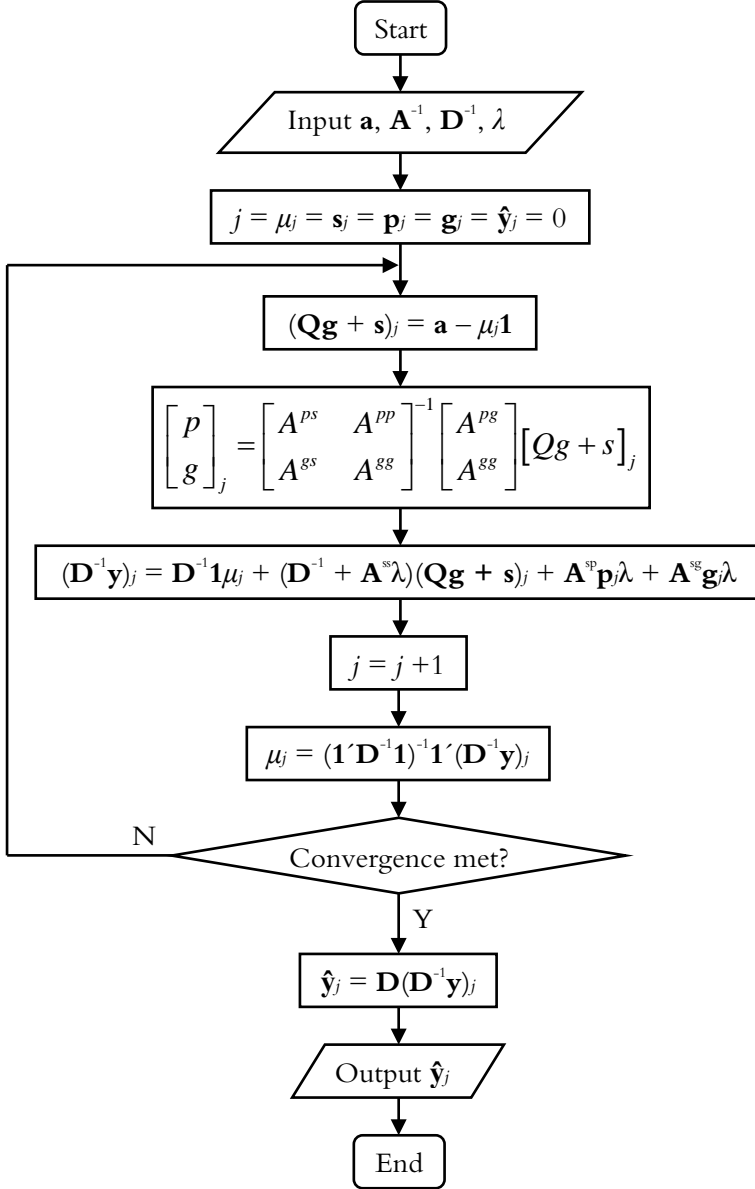 Start
Input a, A⁻¹, D⁻¹, λ
j = μⱼ = sⱼ = pⱼ = gⱼ = ŷⱼ = 0
(Qg + s)ⱼ = a – μⱼ1
[p g]ⱼ = [Aᵖˢ Aᵖᵖ; Aᵍˢ Aᵍᵍ]⁻¹ [Aᵖᵍ; Aᵍᵍ] [Qg + s]ⱼ
(D⁻¹y)ⱼ = D⁻¹1μⱼ + (D⁻¹ + Aˢˢλ)(Qg + s)ⱼ + Aˢᵖpⱼλ + Aˢᵍgⱼλ
j = j +1
μⱼ = (1´D⁻¹1)⁻¹1´(D⁻¹y)ⱼ
N
Convergence met?
Y
ŷⱼ = D(D⁻¹y)ⱼ
Output ŷⱼ
End